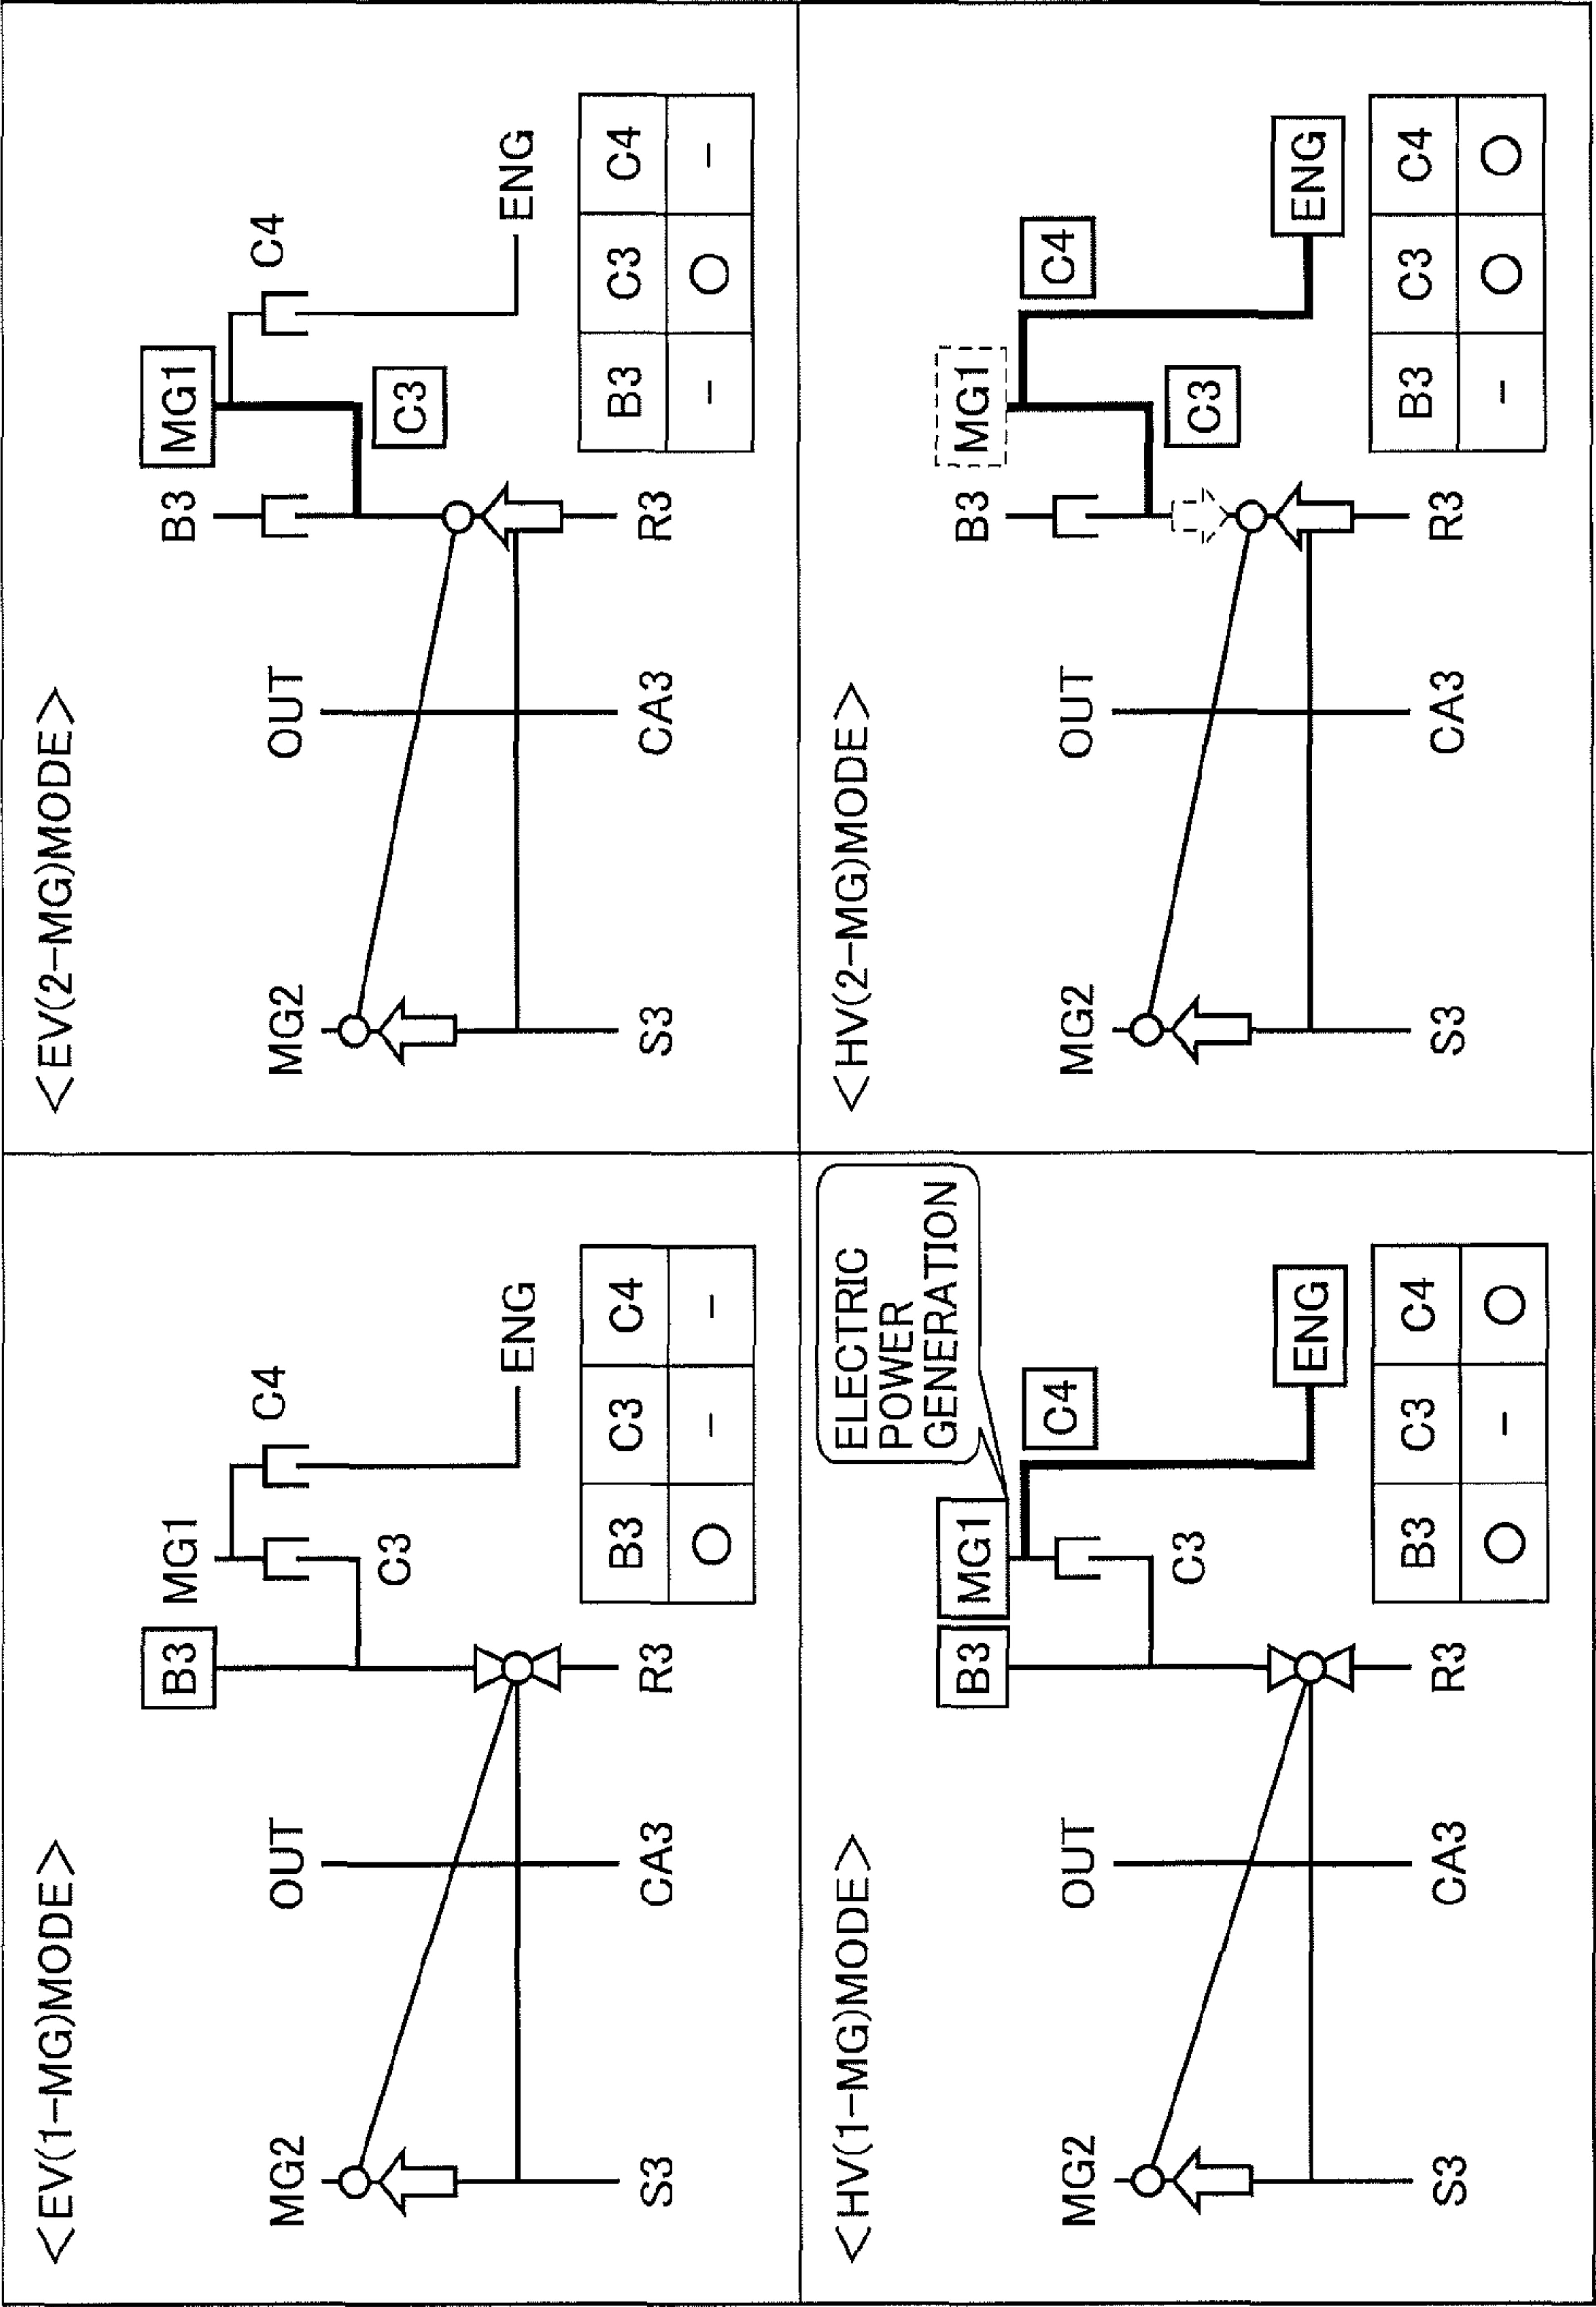 <EV(1-MG)MODE>
B3
MG1
C4
MG2
OUT
C3
ENG
S3
CA3
R3
B3 C3 C4
○ - -
<EV(2-MG)MODE>
B3
MG1
C4
MG2
OUT
C3
ENG
S3
CA3
R3
B3 C3 C4
- ○ -
<HV(1-MG)MODE>
ELECTRIC
POWER
GENERATION
B3
MG1
C4
MG2
OUT
C3
ENG
S3
CA3
R3
B3 C3 C4
○ - ○
<HV(2-MG)MODE>
B3
MG1
C4
MG2
OUT
C3
ENG
S3
CA3
R3
B3 C3 C4
- ○ ○